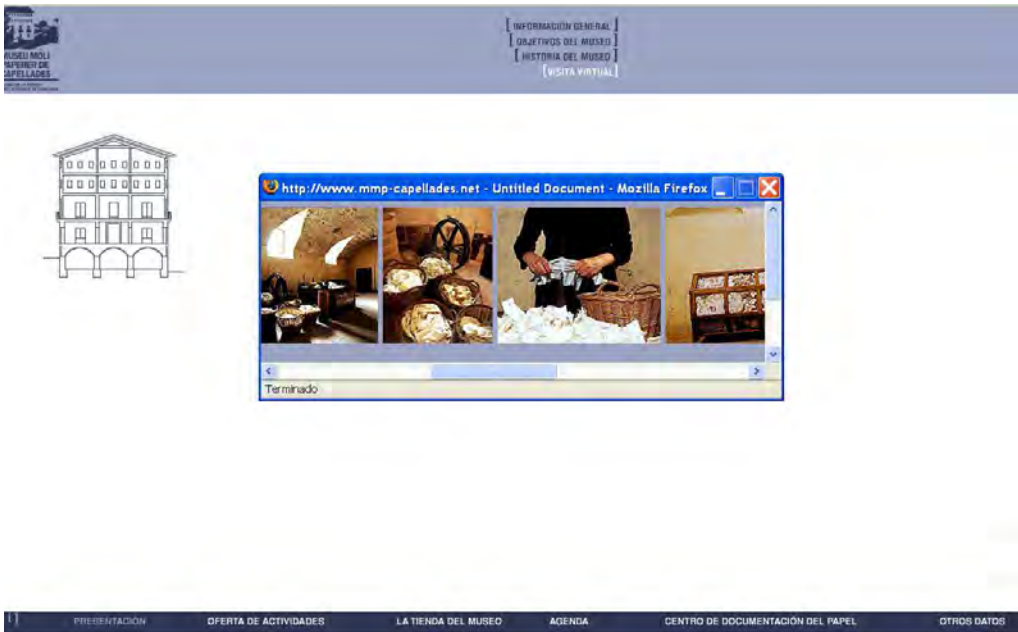 MUSEU MOLÍ
PAPERER DE
CAPELLADES
[ INFORMACIÓN GENERAL ]
[ OBJETIVOS DEL MUSEO ]
[ HISTORIA DEL MUSEO ]
[VISITA VIRTUAL]
http://www.mmp-capellades.net - Untitled Document - Mozilla Firefox
Terminado
PRESENTACIÓN OFERTA DE ACTIVIDADES LA TIENDA DEL MUSEO AGENDA CENTRO DE DOCUMENTACIÓN DEL PAPEL OTROS DATOS